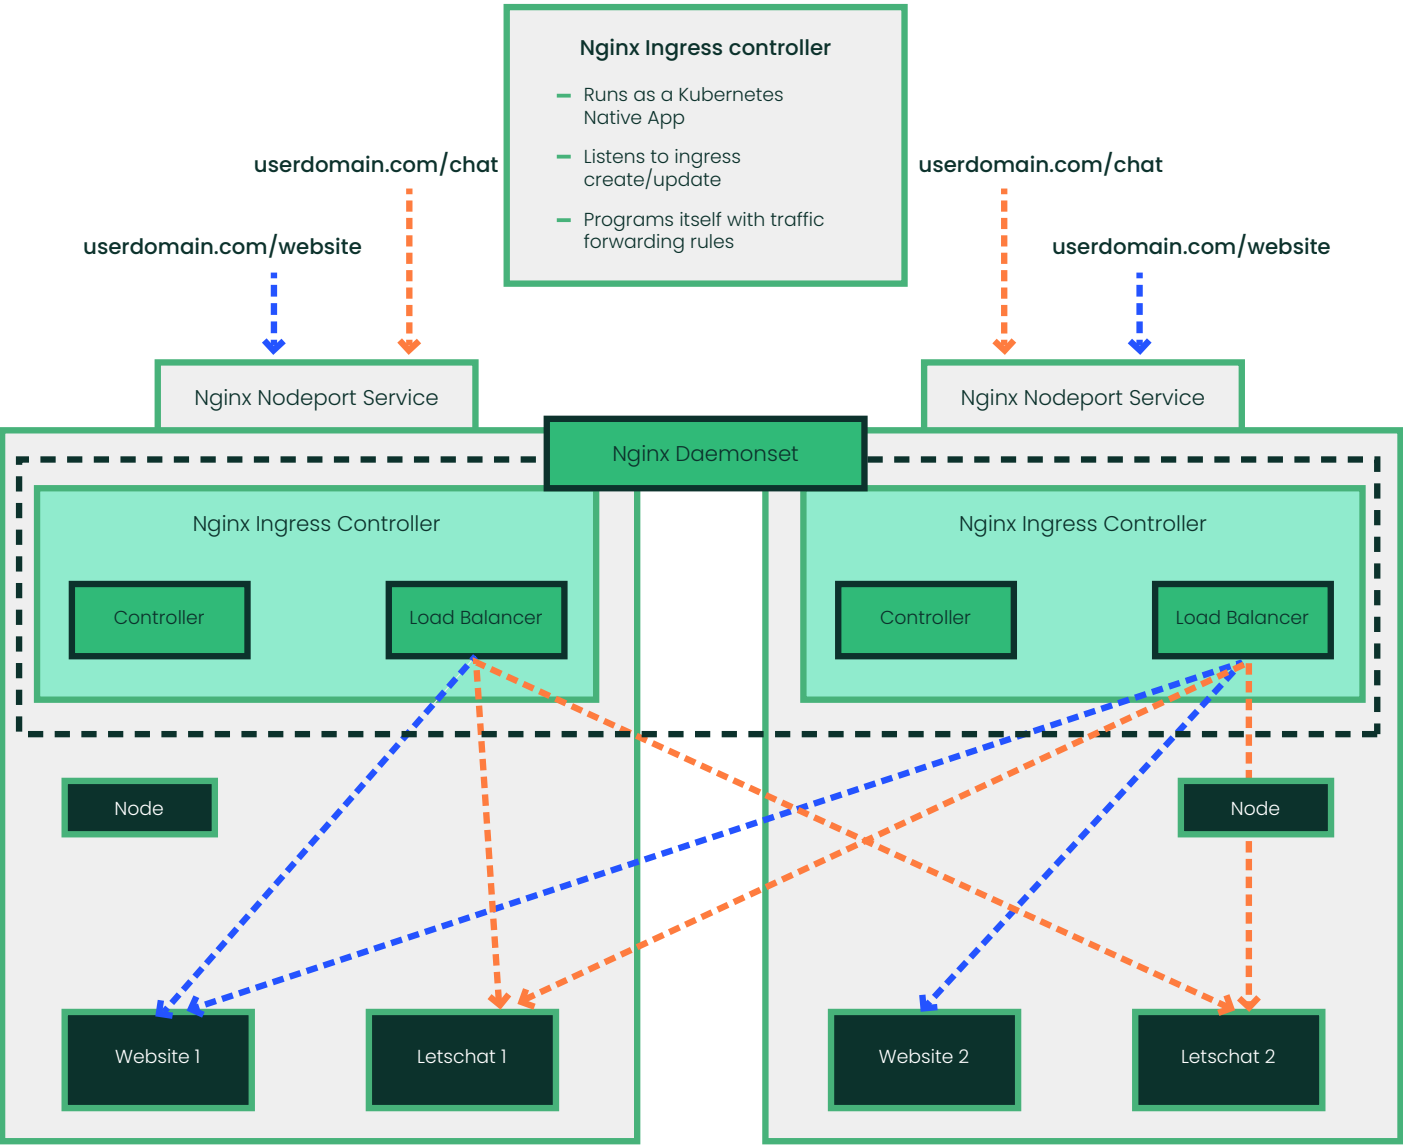 Nginx Ingress controller
Runs as a Kubernetes
Native App
Listens to ingress
create/update
Programs itself with traffic
forwarding rules
userdomain.com/chat
userdomain.com/website
userdomain.com/chat
userdomain.com/website
Nginx Nodeport Service
Nginx Nodeport Service
Nginx Daemonset
Nginx Ingress Controller
Controller
Load Balancer
Nginx Ingress Controller
Controller
Load Balancer
Node
Node
Website 1
Letschat 1
Website 2
Letschat 2